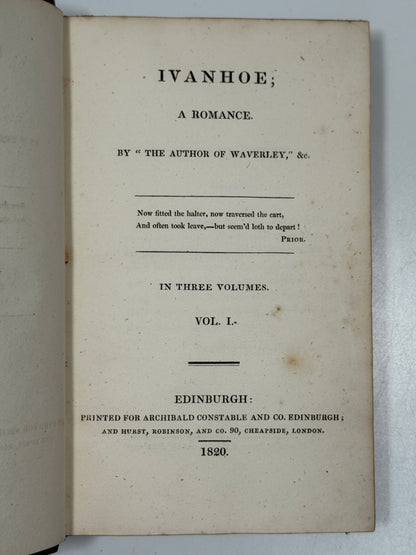 IVANHOE;
A ROMANCE.
BY "THE AUTHOR OF WAVERLEY," &c.
Now fitted the halter, now traversed the cart,
And often took leave,—but seem'd loth to depart!
PRIOR.
IN THREE VOLUMES.
VOL. I.
EDINBURGH:
PRINTED FOR ARCHIBALD CONSTABLE AND CO. EDINBURGH;
AND HURST, ROBINSON, AND CO. 90, CHEAPSIDE, LONDON.
1820.